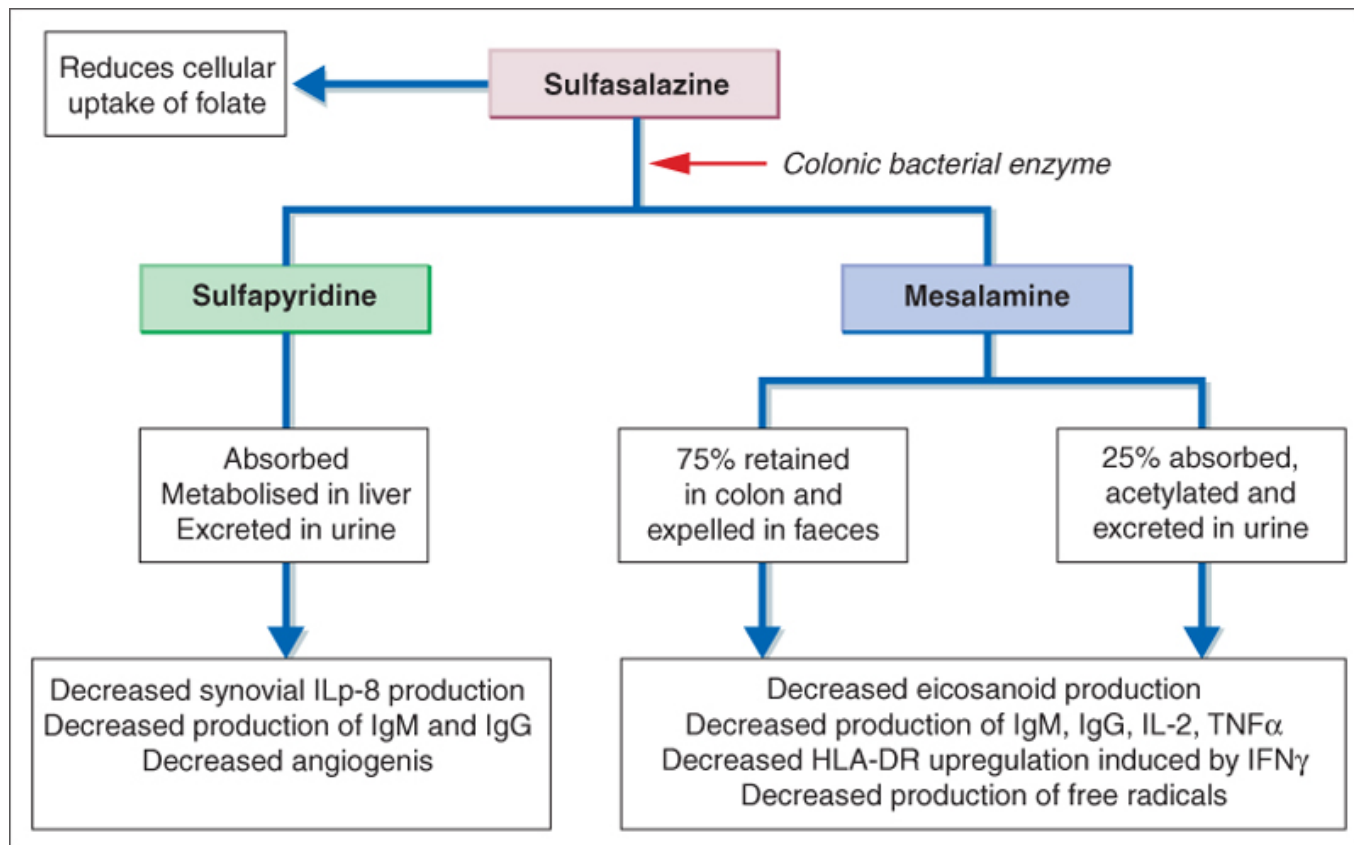 Reduces cellular
uptake of folate
Sulfasalazine
Colonic bacterial enzyme
Sulfapyridine
Mesalamine
Absorbed
Metabolised in liver
Excreted in urine
75% retained
in colon and
expelled in faeces
25% absorbed,
acetylated and
excreted in urine
Decreased synovial ILp-8 production
Decreased production of IgM and IgG
Decreased angiogenis
Decreased eicosanoid production
Decreased production of IgM, IgG, IL-2, TNFα
Decreased HLA-DR upregulation induced by IFNγ
Decreased production of free radicals